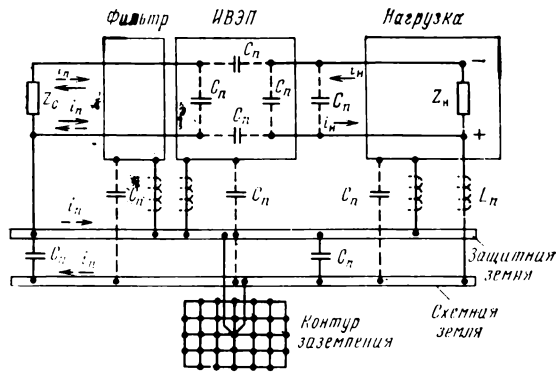 Фильтр
ИВЭП
Нагрузка
iп
Zс
iп
Cп
Cп
Cп
Cп
Cп
iн
iн
−
Zн
+
Cп
Cп
Cп
Lп
iп
Cп
iп
Cп
Защитная земля
Схемная земля
Контур заземления